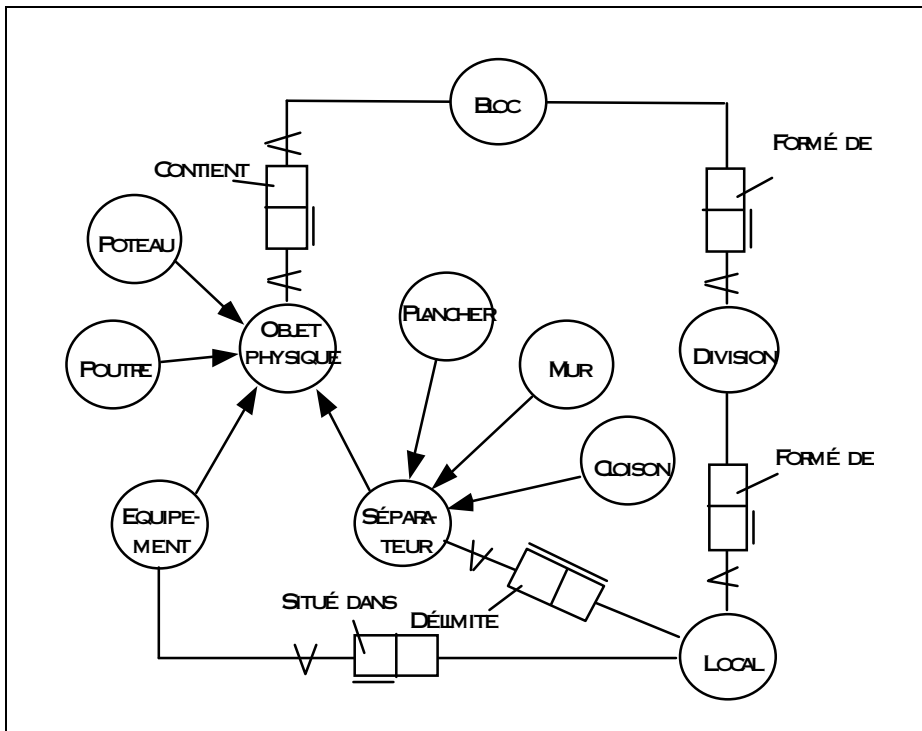 BLOC
FORMÉ DE
CONTIENT
POTEAU
OBJET
PHYSIQUE
PLANCHER
POUTRE
MUR
DIVISION
CLOISON
FORMÉ DE
EQUIPE-
MENT
SÉPARA-
TEUR
SITUÉ DANS
DÉLIMITE
LOCAL